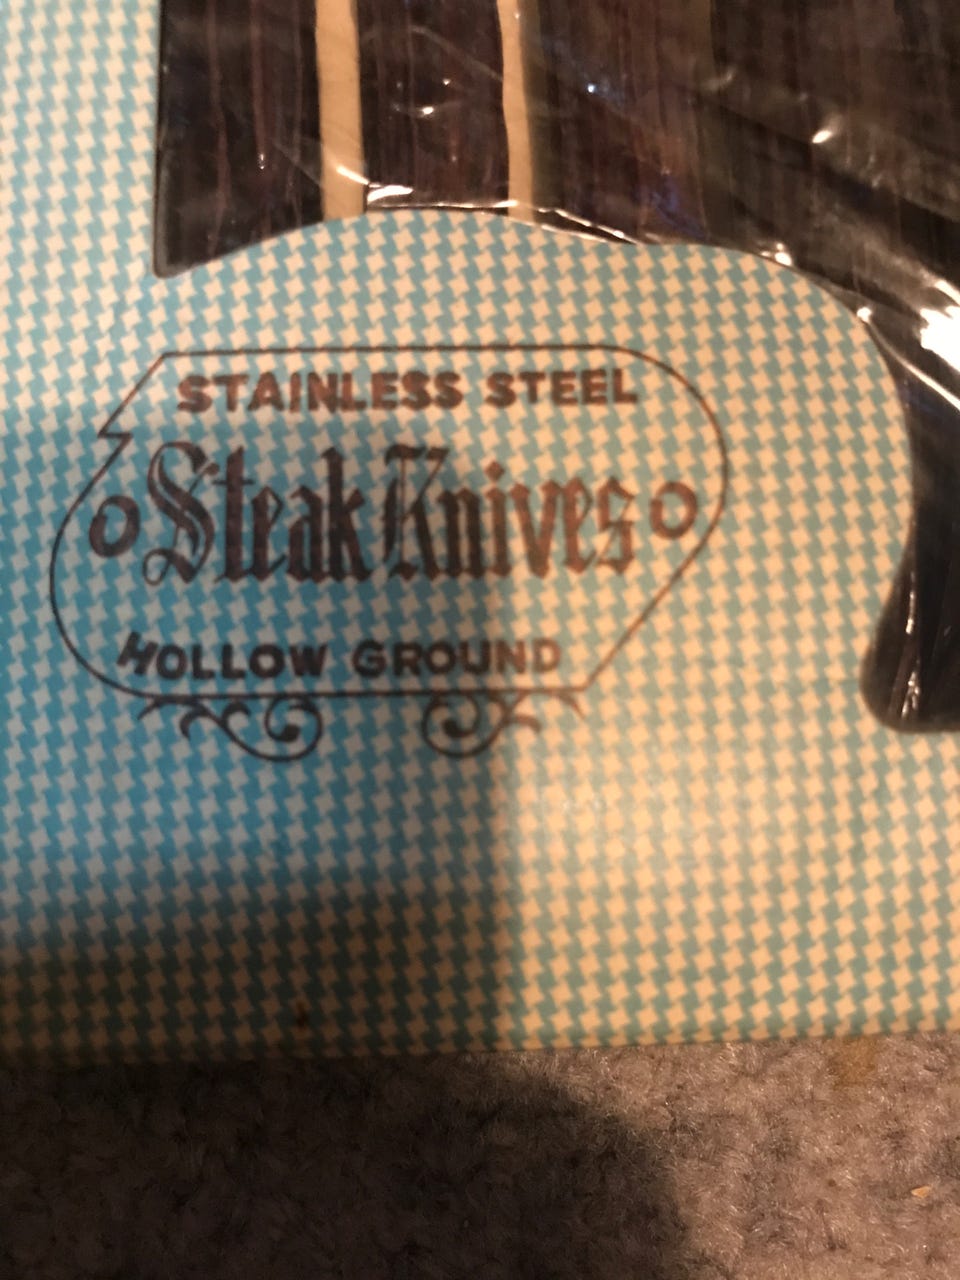 STAINLESS STEEL
Steak Knives
HOLLOW GROUND